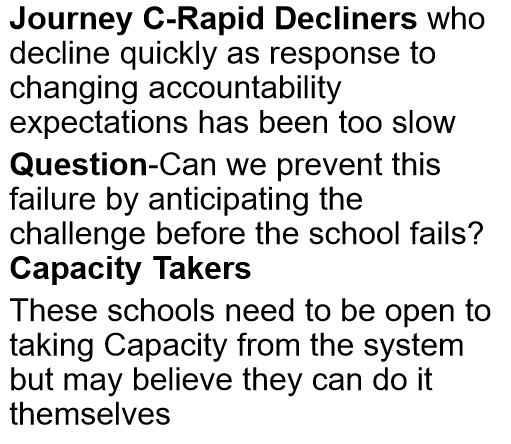 Journey C-Rapid Decliners who
decline quickly as response to
changing accountability
expectations has been too slow
Question-Can we prevent this
failure by anticipating the
challenge before the school fails?
Capacity Takers
These schools need to be open to
taking Capacity from the system
but may believe they can do it
themselves